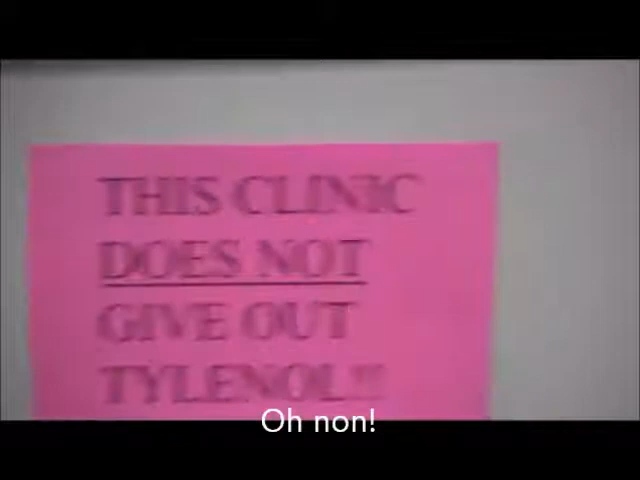 THIS CLINIC
DOES NOT
GIVE OUT
TYLENOL!!
Oh non!